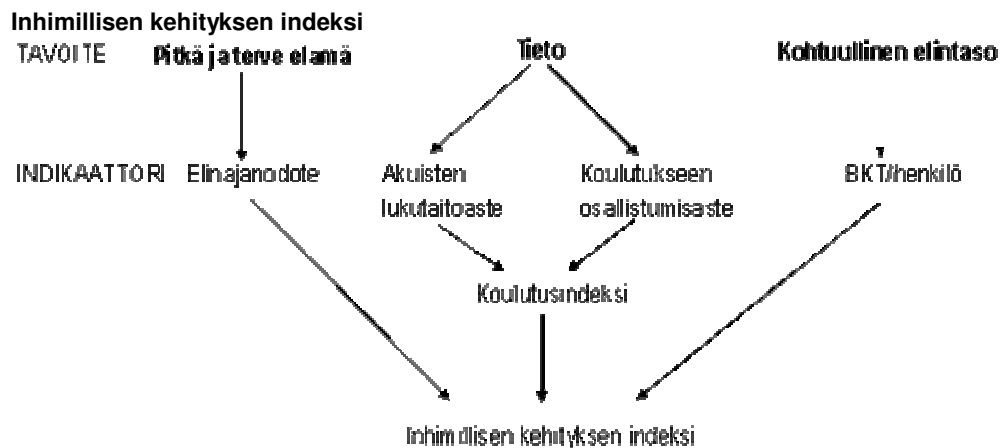 Inhimillisen kehityksen indeksi
TAVOITE Pitkä ja terve elämä Tieto Kohtuullinen elintaso
INDIKAATTORI Elinajanodote Aikuisten Koulutukseen BKT/henkilö
lukutaitoaste osallistumisaste
Koulutusindeksi
Inhimillisen kehityksen indeksi